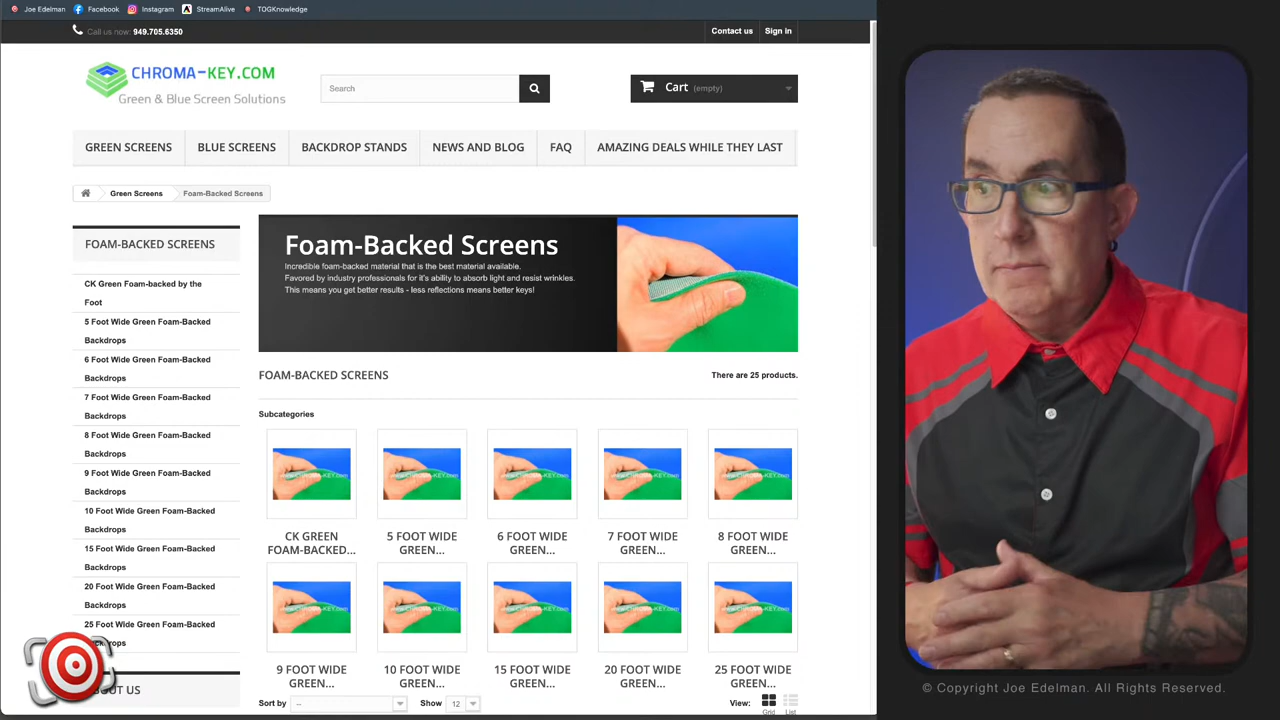 Joe Edelman Facebook Instagram StreamAlive TOGKnowledge
Call us now: 949.705.6350
Contact us Sign in
CHROMA-KEY.COM
Green & Blue Screen Solutions
Search
Cart (empty)
GREEN SCREENS BLUE SCREENS BACKDROP STANDS NEWS AND BLOG FAQ AMAZING DEALS WHILE THEY LAST
Green Screens Foam-Backed Screens
FOAM-BACKED SCREENS
CK Green Foam-backed by the
Foot
5 Foot Wide Green Foam-Backed
Backdrops
6 Foot Wide Green Foam-Backed
Backdrops
7 Foot Wide Green Foam-Backed
Backdrops
8 Foot Wide Green Foam-Backed
Backdrops
9 Foot Wide Green Foam-Backed
Backdrops
10 Foot Wide Green Foam-Backed
Backdrops
15 Foot Wide Green Foam-Backed
Backdrops
20 Foot Wide Green Foam-Backed
Backdrops
25 Foot Wide Green Foam-Backed
Foam-Backed Screens
Incredible foam-backed material that is the best material available.
Favored by industry professionals for it's ability to absorb light and resist wrinkles.
This means you get better results - less reflections means better keys!
FOAM-BACKED SCREENS
There are 25 products.
Subcategories
CK GREEN
FOAM-BACKED...
5 FOOT WIDE
GREEN...
6 FOOT WIDE
GREEN...
7 FOOT WIDE
GREEN...
8 FOOT WIDE
GREEN...
9 FOOT WIDE
GREEN...
10 FOOT WIDE
GREEN...
15 FOOT WIDE
GREEN...
20 FOOT WIDE
GREEN...
25 FOOT WIDE
GREEN...
Sort by -- Show 12 View: Grid List
US
© Copyright Joe Edelman. All Rights Reserved.